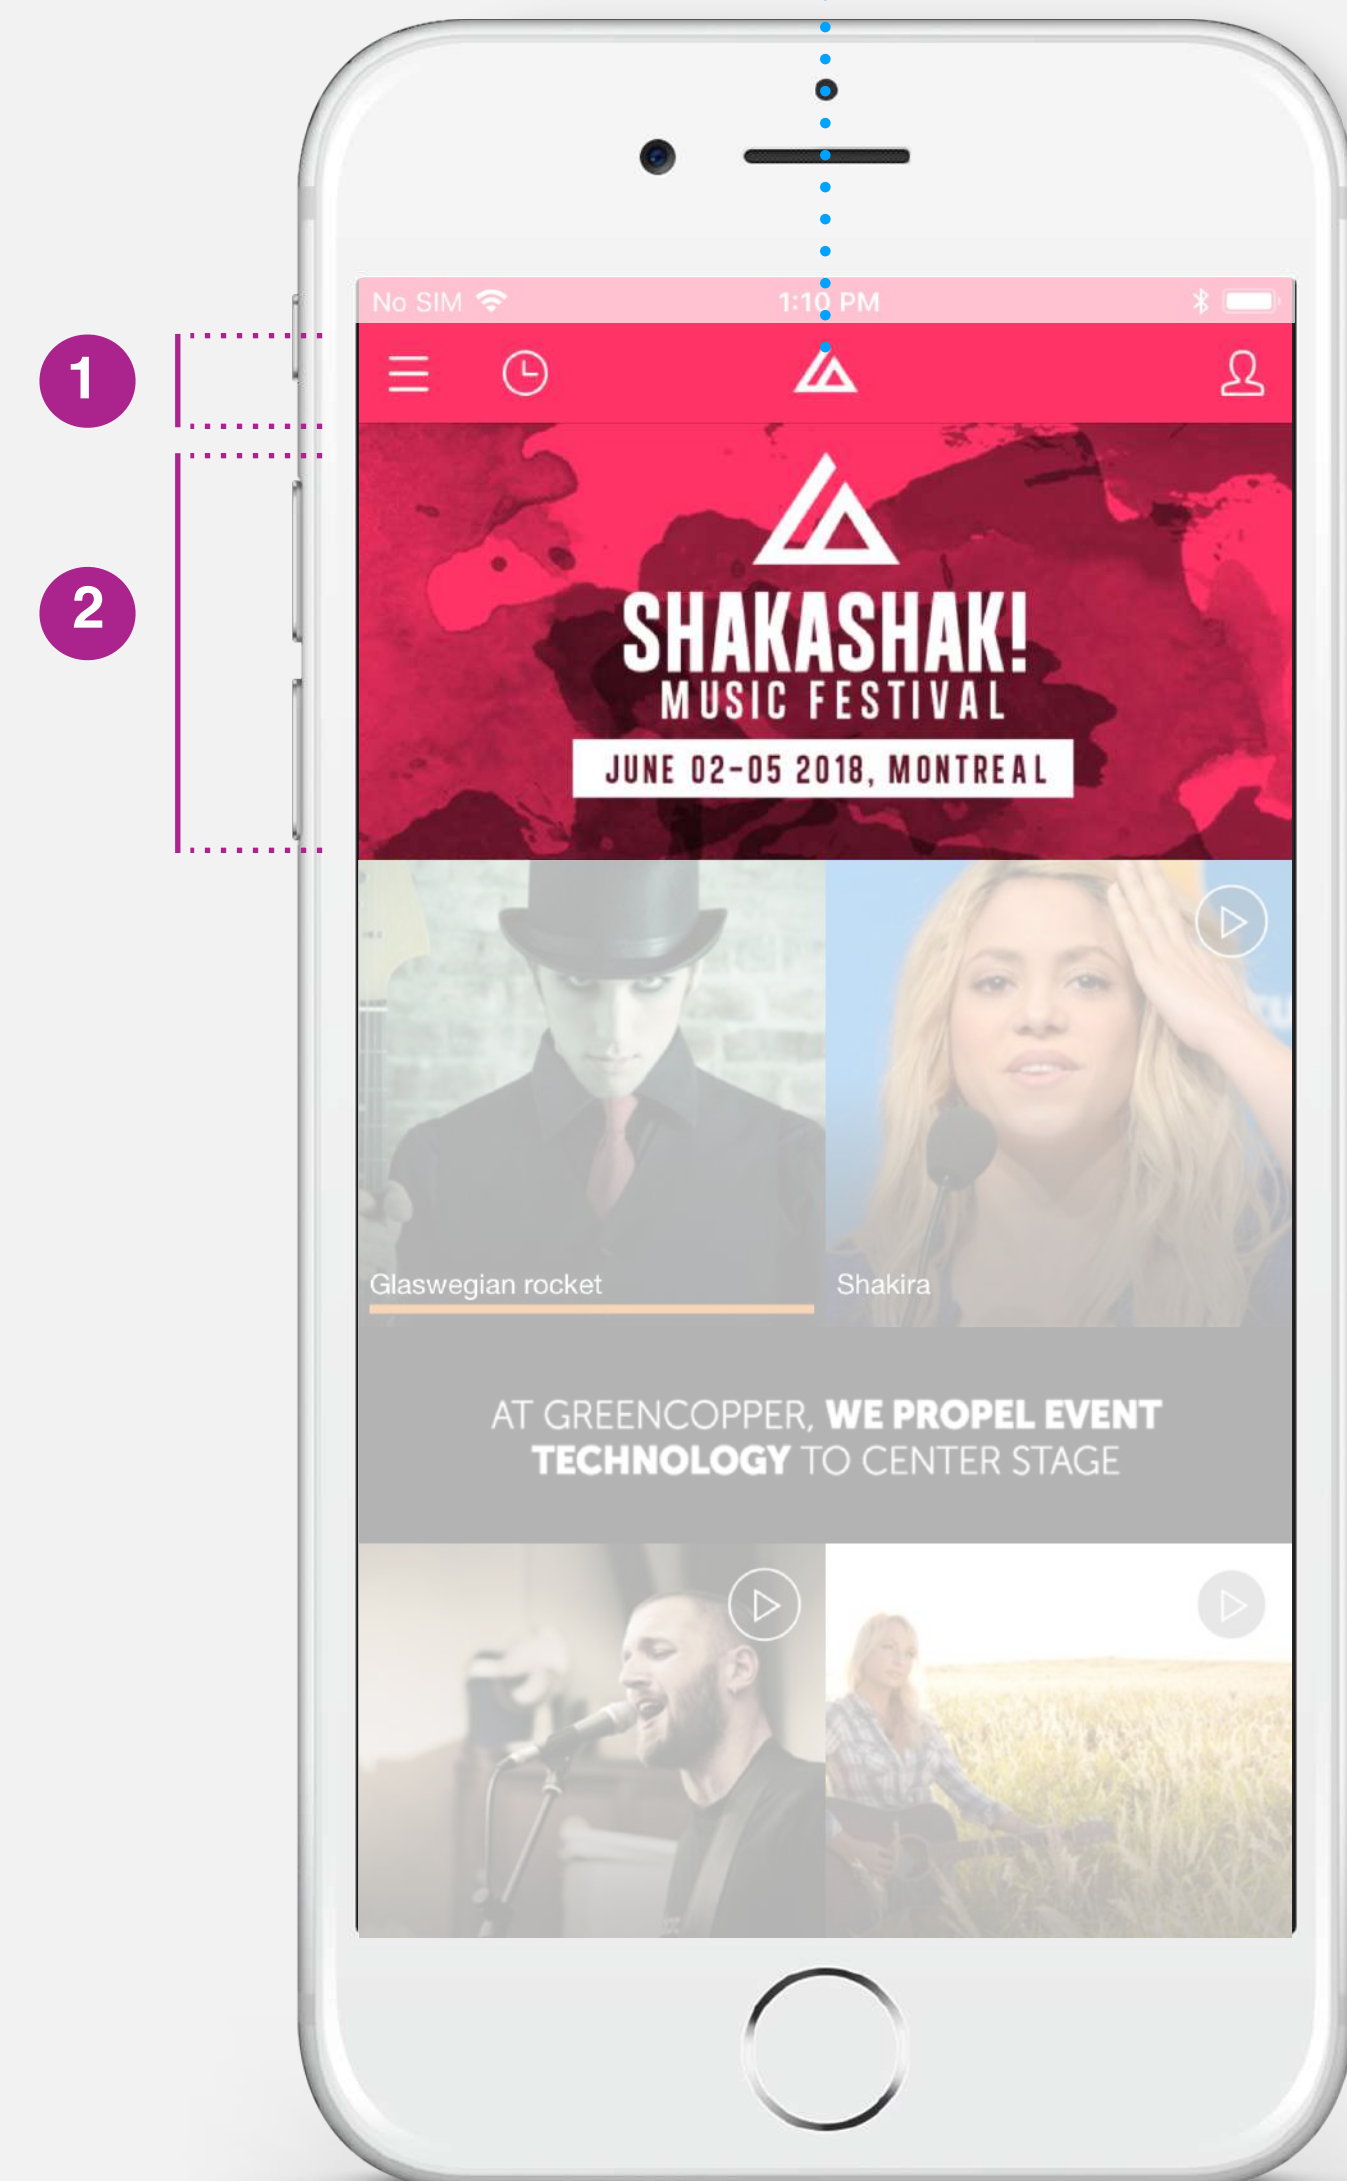 No SIM 1:10 PM
1
2
SHAKASHAK!
MUSIC FESTIVAL
JUNE 02-05 2018, MONTREAL
Glaswegian rocket
Shakira
AT GREENCOPPER, WE PROPEL EVENT
TECHNOLOGY TO CENTER STAGE